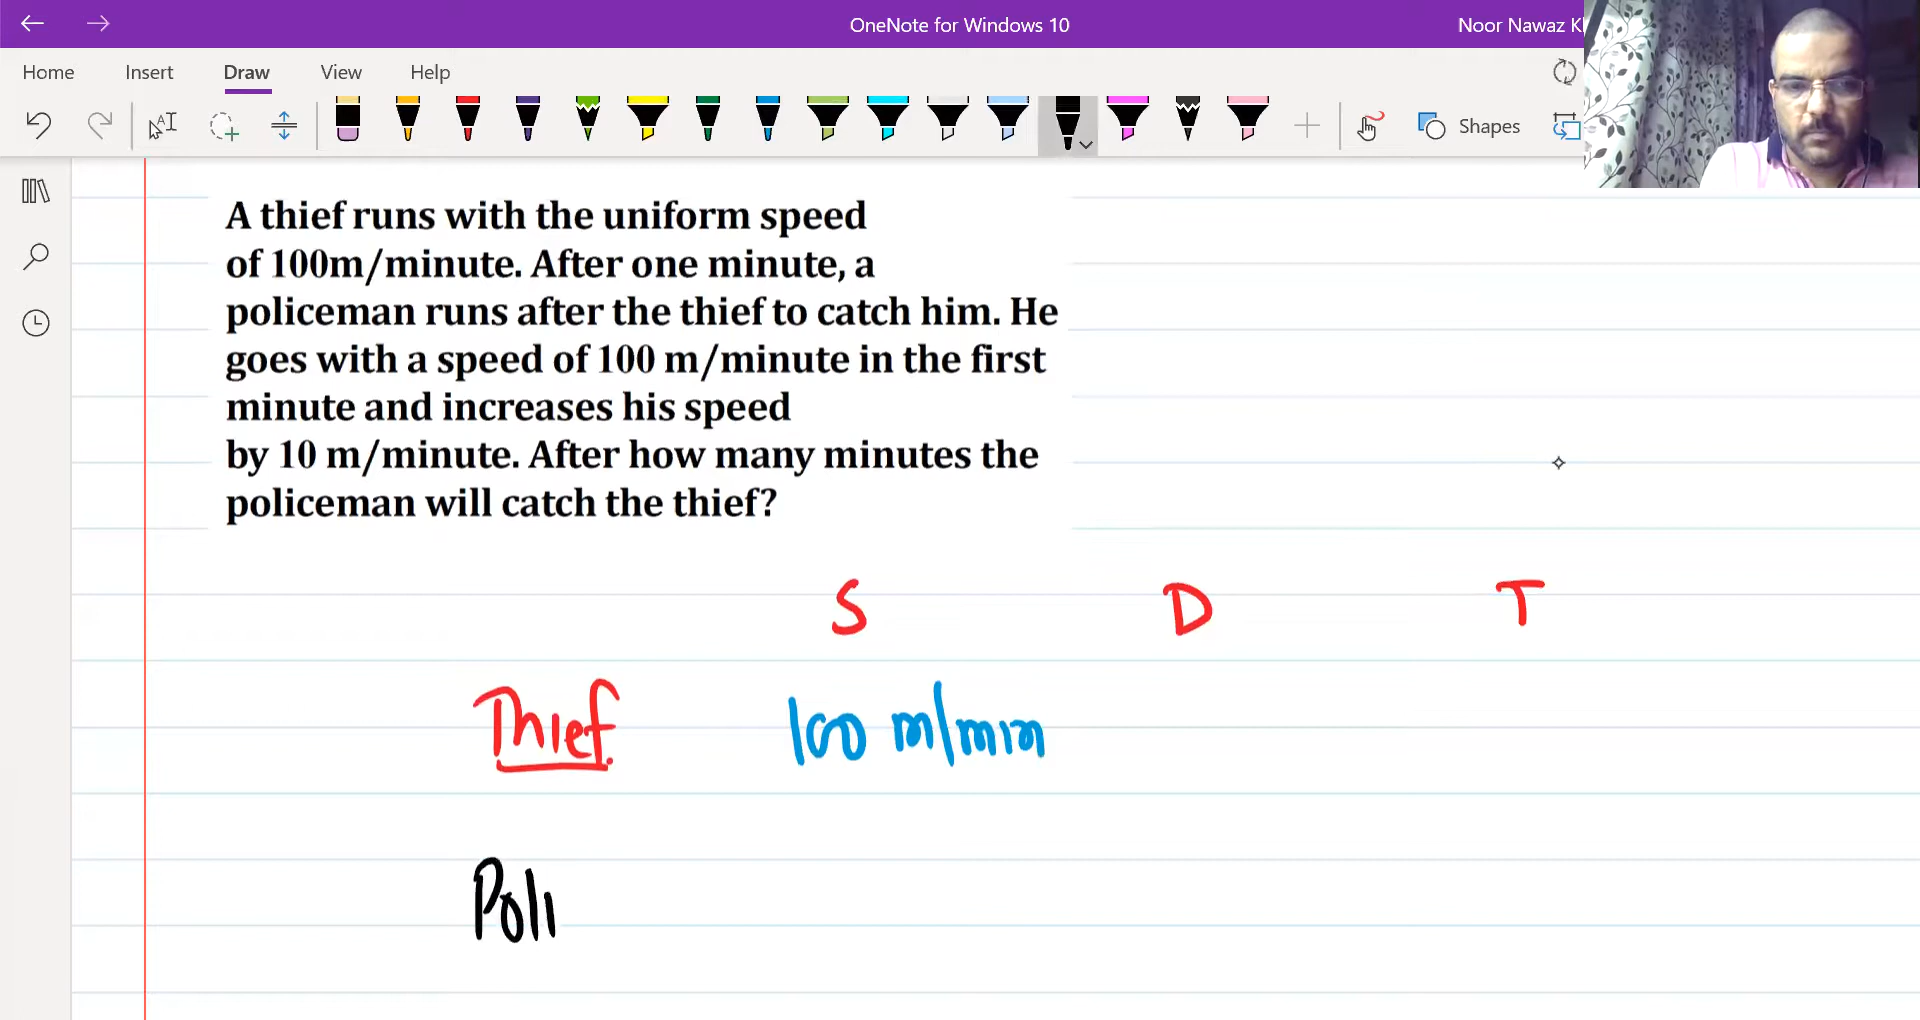 OneNote for Windows 10
Noor Nawaz K
Home Insert Draw View Help
Shapes
A thief runs with the uniform speed
of 100m/minute. After one minute, a
policeman runs after the thief to catch him. He
goes with a speed of 100 m/minute in the first
minute and increases his speed
by 10 m/minute. After how many minutes the
policeman will catch the thief?
S D T
Thief 100 m/min
Poli